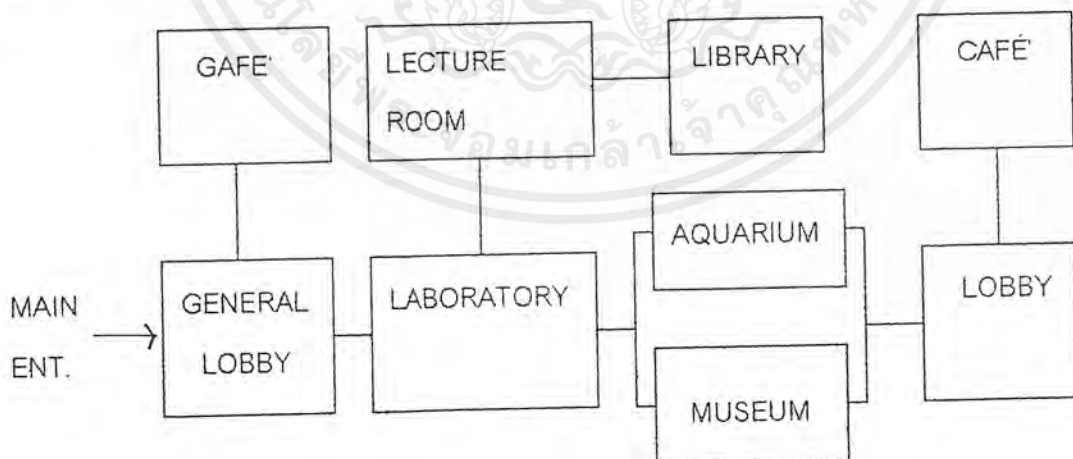 GAFE'
LECTURE
ROOM
LIBRARY
CAFÉ'
MAIN
ENT.
GENERAL
LOBBY
LABORATORY
AQUARIUM
MUSEUM
LOBBY